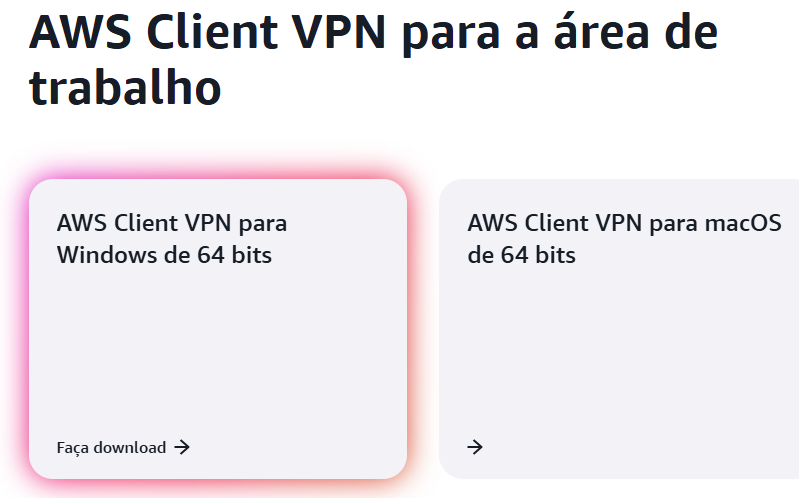 AWS Client VPN para a área de
trabalho
AWS Client VPN para
Windows de 64 bits
Faça download
AWS Client VPN para macOS
de 64 bits